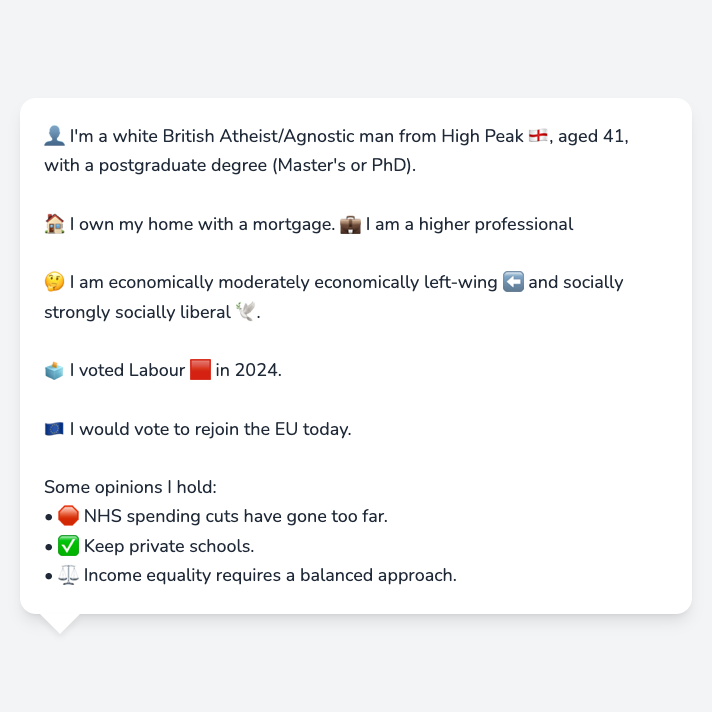 👤 I'm a white British Atheist/Agnostic man from High Peak 🏴󠁧󠁢󠁥󠁮󠁧󠁿, aged 41,
with a postgraduate degree (Master's or PhD).
🏠 I own my home with a mortgage. 💼 I am a higher professional
🤔 I am economically moderately economically left-wing ⬅️ and socially
strongly socially liberal 🕊️.
🗳️ I voted Labour 🟥 in 2024.
🇪🇺 I would vote to rejoin the EU today.
Some opinions I hold:
• 🛑 NHS spending cuts have gone too far.
• ✅ Keep private schools.
• ⚖️ Income equality requires a balanced approach.